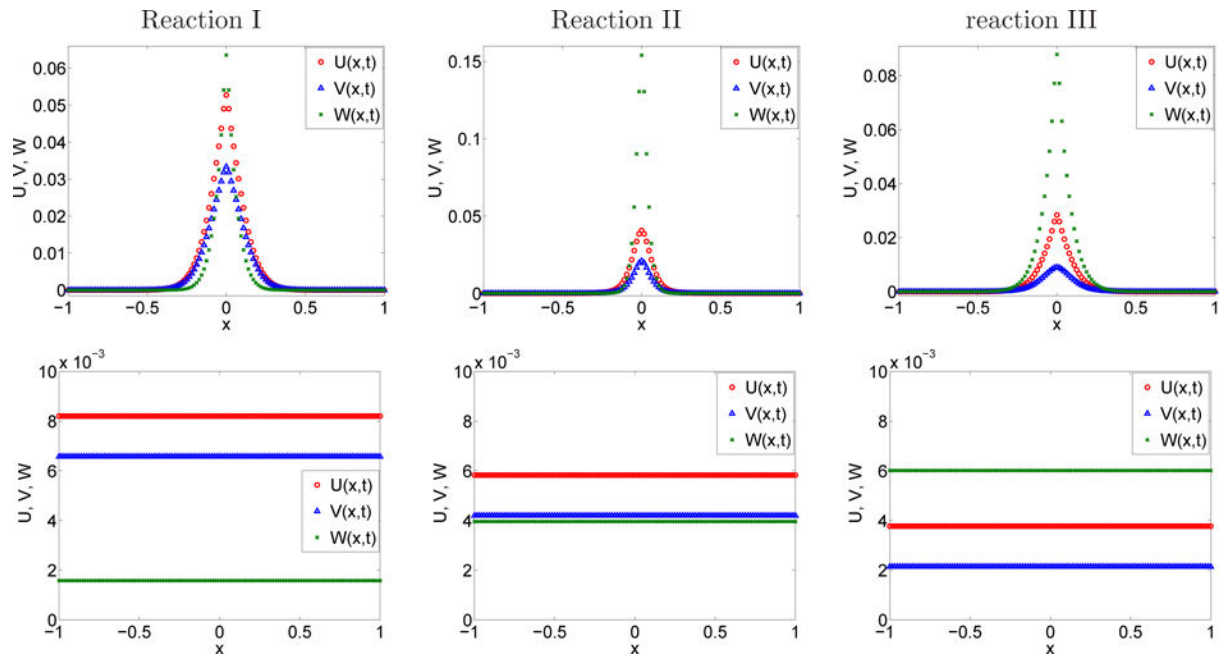 Reaction I
Reaction II
reaction III
U(x,t)
V(x,t)
W(x,t)
U, V, W
0.06
0.05
0.04
0.03
0.02
0.01
0
-1
-0.5
0
0.5
1
x
U(x,t)
V(x,t)
W(x,t)
U, V, W
0.15
0.1
0.05
0
-1
-0.5
0
0.5
1
x
U(x,t)
V(x,t)
W(x,t)
U, V, W
0.08
0.06
0.04
0.02
0
-1
-0.5
0
0.5
1
x
x 10⁻³
10
8
6
4
2
0
U, V, W
U(x,t)
V(x,t)
W(x,t)
-1
-0.5
0
0.5
1
x
x 10⁻³
10
8
6
4
2
0
U, V, W
U(x,t)
V(x,t)
W(x,t)
-1
-0.5
0
0.5
1
x
x 10⁻³
10
8
6
4
2
0
U, V, W
U(x,t)
V(x,t)
W(x,t)
-1
-0.5
0
0.5
1
x